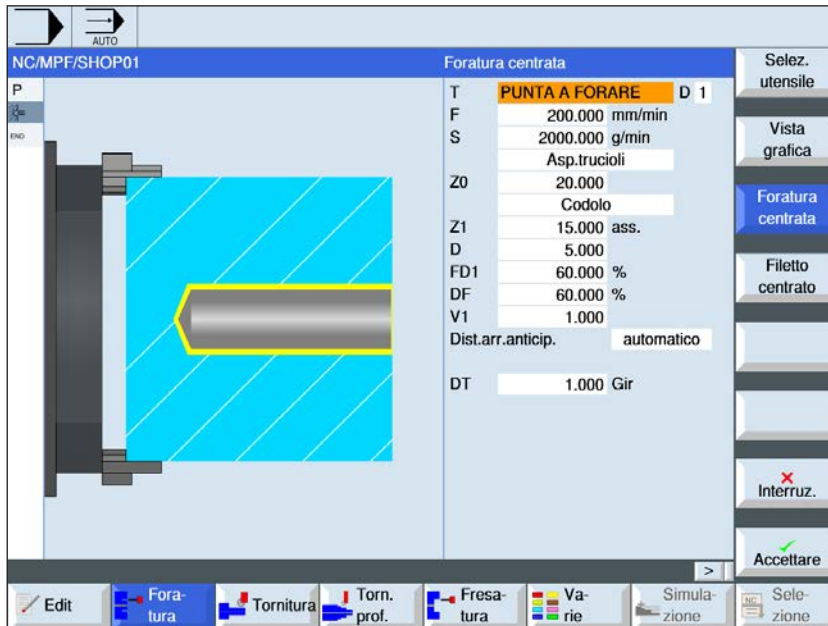 AUTO
NC/MPF/SHOP01
Foratura centrata
P
END
T PUNTA A FORARE D 1
F 200.000 mm/min
S 2000.000 g/min
Asp.trucioli
Z0 20.000
Codolo
Z1 15.000 ass.
D 5.000
FD1 60.000 %
DF 60.000 %
V1 1.000
Dist.arr.anticip. automatico
DT 1.000 Gir
Selez.
utensile
Vista
grafica
Foratura
centrata
Filetto
centrato
Interruz.
Accettare
>
Edit
Fora-
tura
Tornitura
Torn.
prof.
Fresa-
tura
Va-
rie
Simula-
zione
NC
Sele-
zione